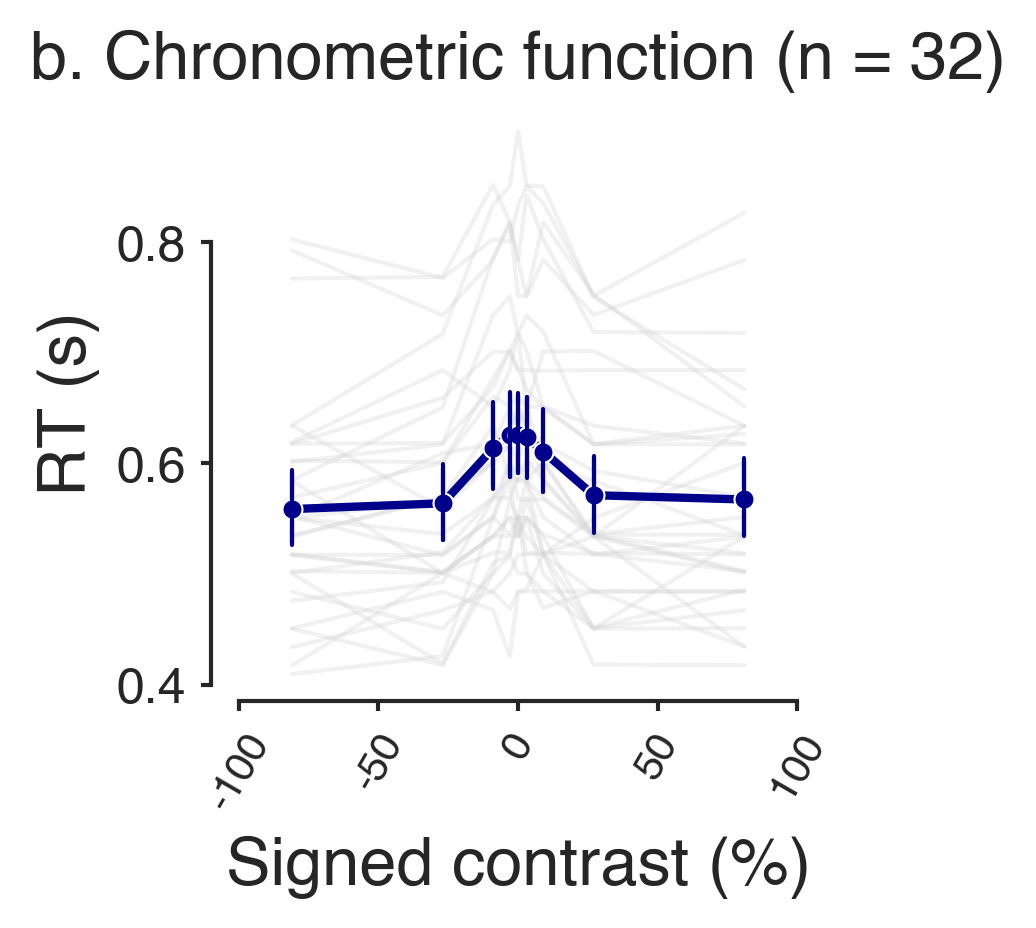 b. Chronometric function (n = 32)
0.8
0.6
0.4
RT (s)
-100 -50 0 50 100
Signed contrast (%)